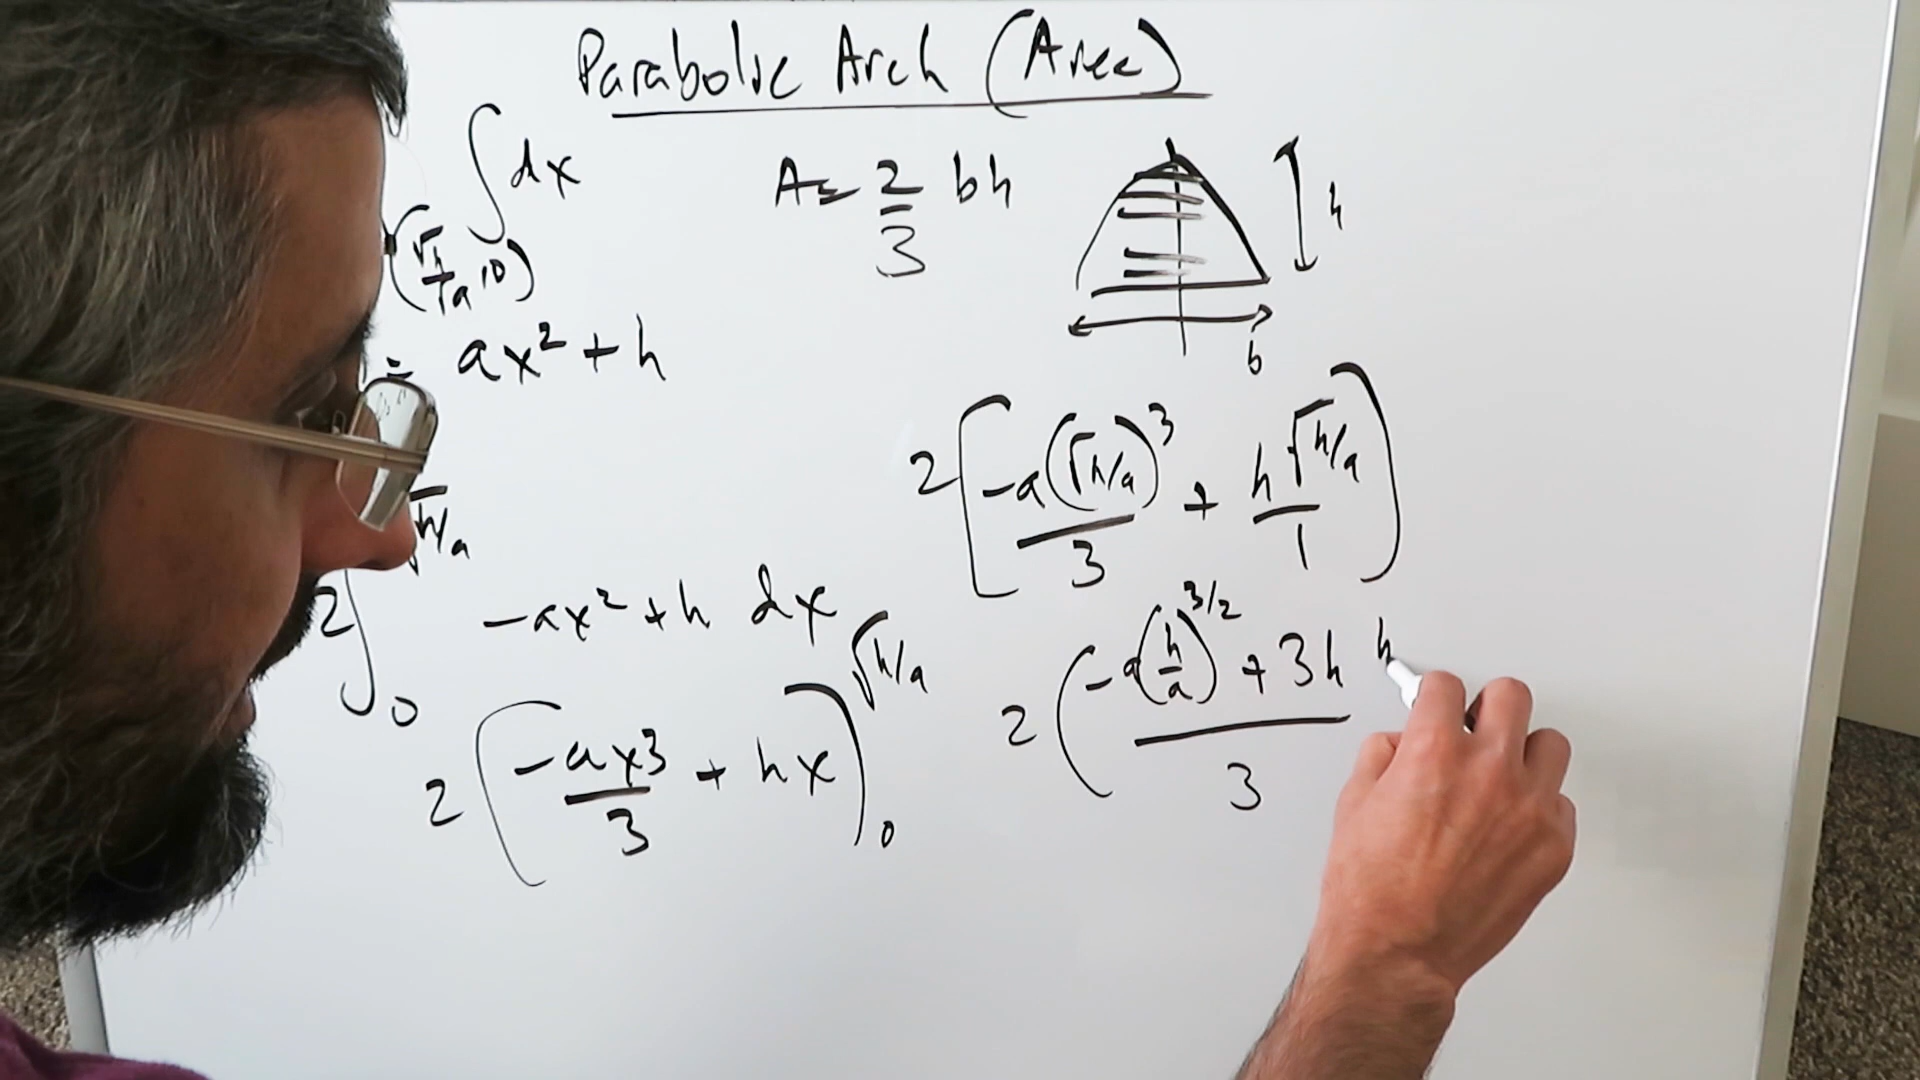 Parabolic Arch (Area)
∫dx
A = 2/3 bh
h
(√h/√a, 0)
= ax² + h
b
2[-a(√h/a)³/3 + h√h/a/1]
√h/a
2∫ -ax² + h dx
0
2(-a(h/a)^3/2 + 3h h
3
2(-ax3/3 + hx) √h/a
0